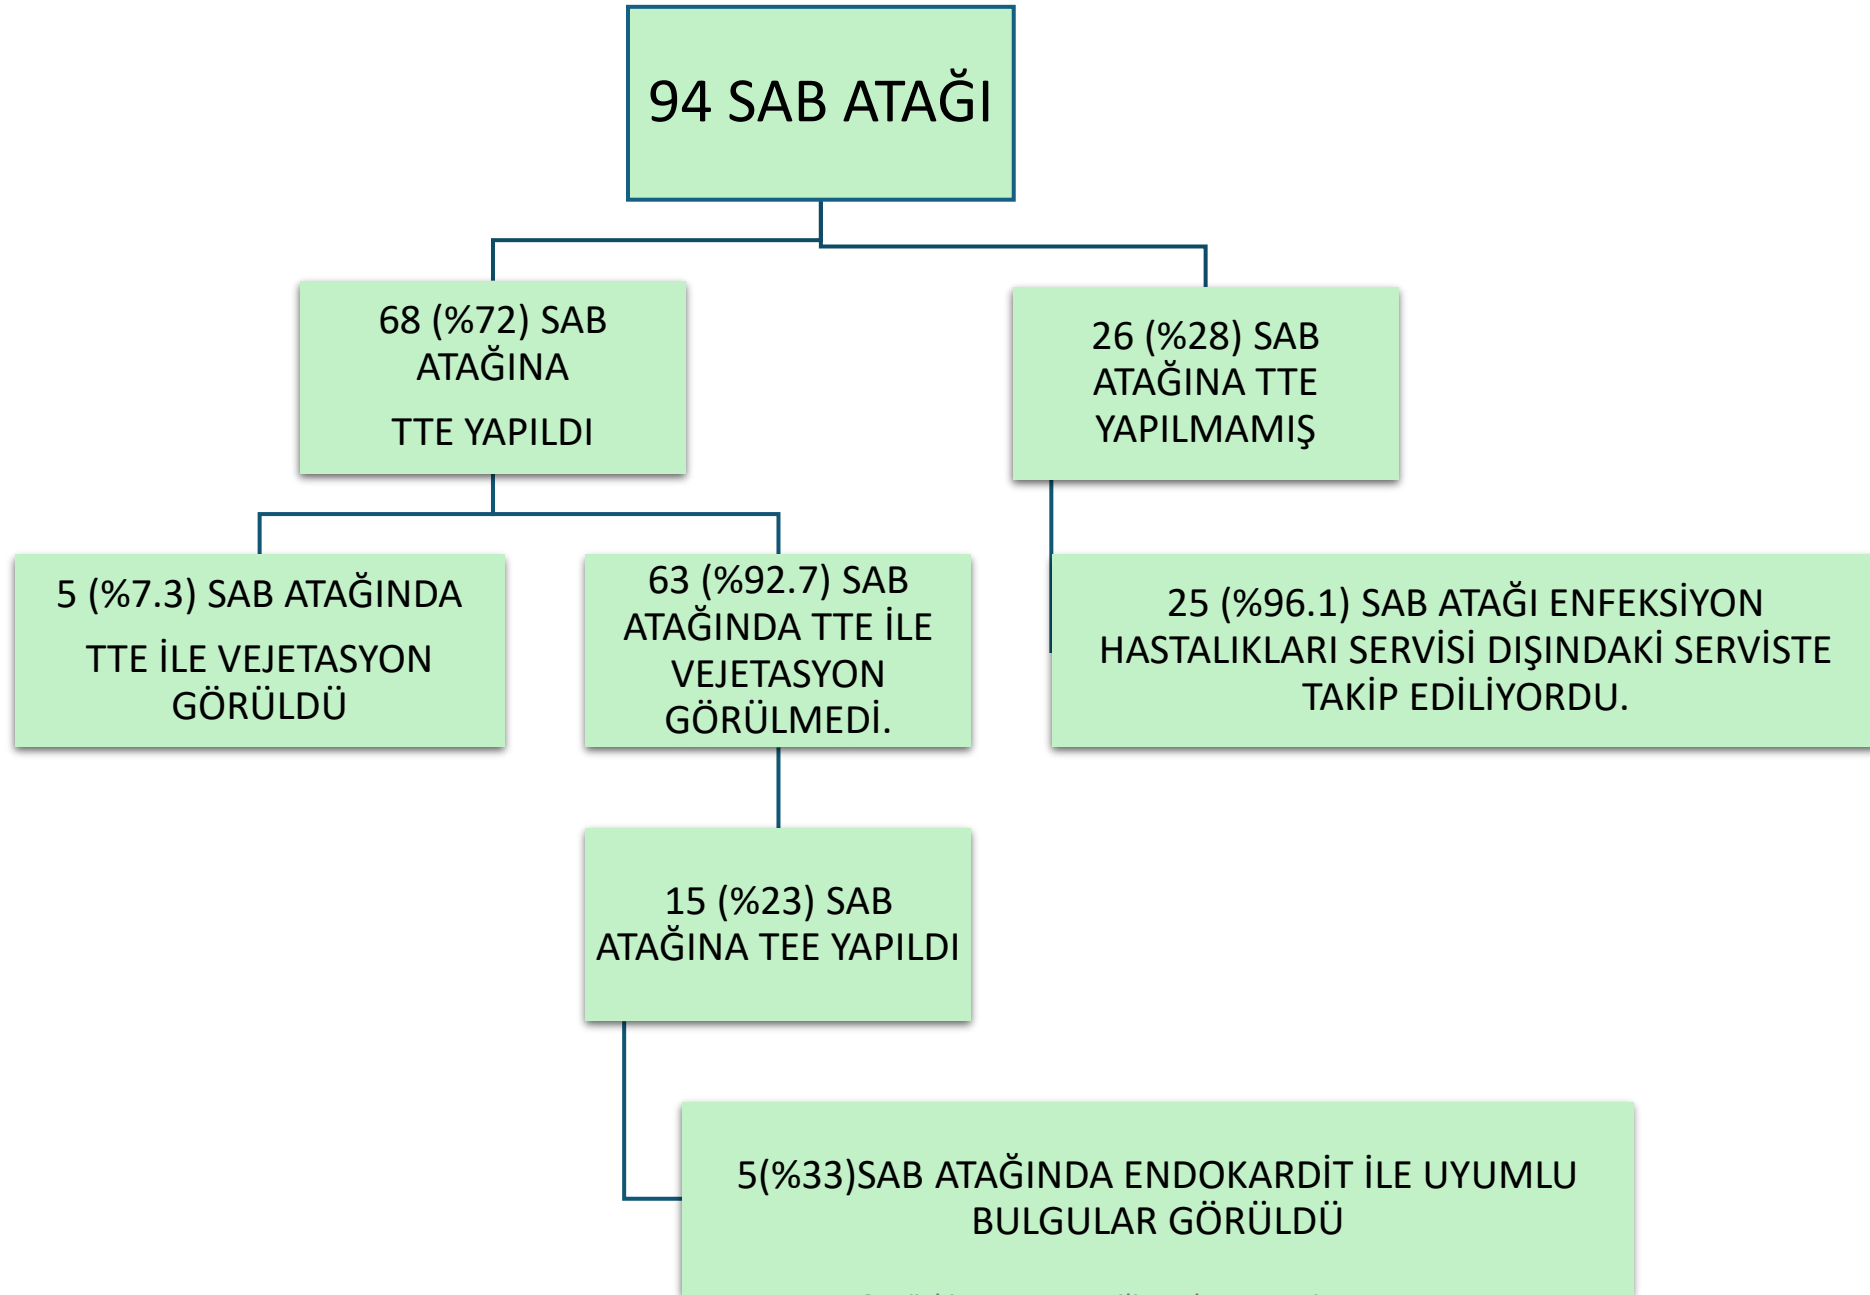 94 SAB ATAĞI
68 (%72) SAB
ATAĞINA
TTE YAPILDI
26 (%28) SAB
ATAĞINA TTE
YAPILMAMIŞ
5 (%7.3) SAB ATAĞINDA
TTE İLE VEJETASYON
GÖRÜLDÜ
63 (%92.7) SAB
ATAĞINDA TTE İLE
VEJETASYON
GÖRÜLMEDİ.
25 (%96.1) SAB ATAĞI ENFEKSİYON
HASTALIKLARI SERVİSİ DIŞINDAKİ SERVİSTE
TAKİP EDİLİYORDU.
15 (%23) SAB
ATAĞINA TEE YAPILDI
5(%33)SAB ATAĞINDA ENDOKARDİT İLE UYUMLU
BULGULAR GÖRÜLDÜ